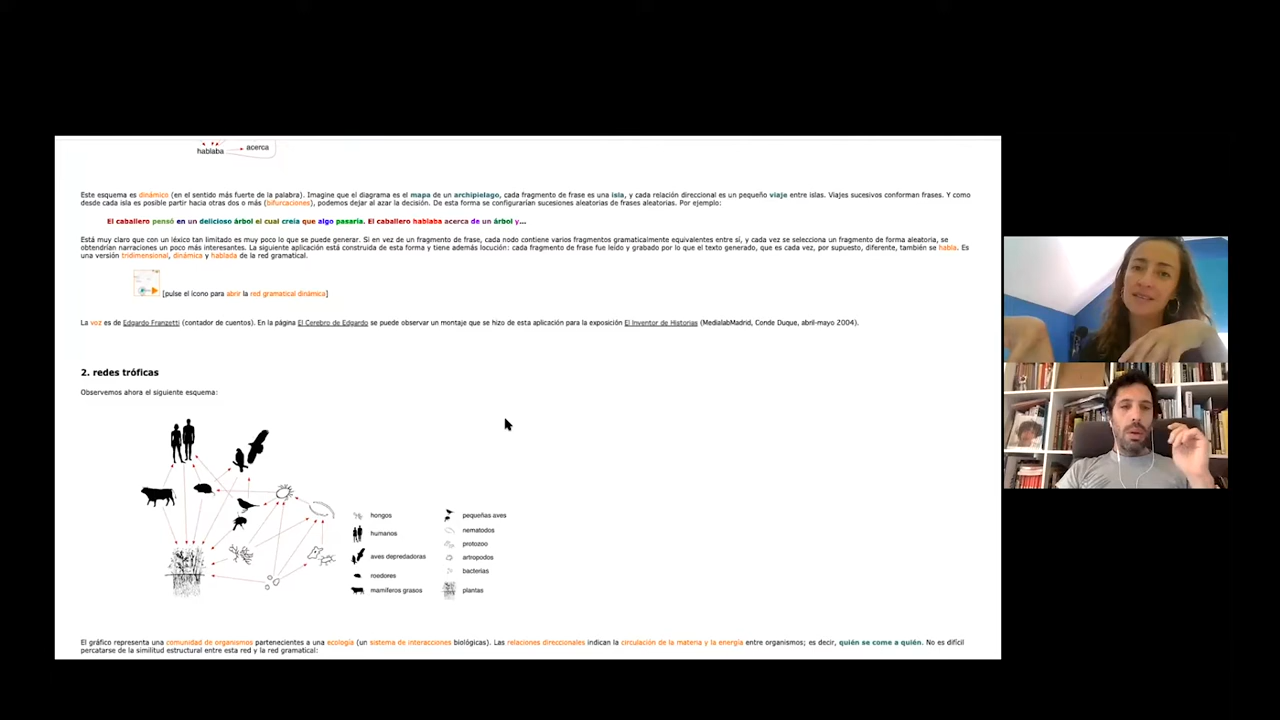 hablaba
acerca
Este esquema es dinámico (en el sentido más fuerte de la palabra). Imagine que el diagrama es el mapa de un archipielago, cada fragmento de frase es una isla, y cada relación direccional es un pequeño viaje entre islas. Viajes sucesivos conforman frases. Y como
desde cada isla es posible partir hacia otras dos o más (bifurcaciones), podemos dejar al azar la decisión. De esta forma se configurarían sucesiones aleatorias de frases aleatorias. Por ejemplo:
El caballero pensó en un delicioso árbol el cual creía que algo pasaría. El caballero hablaba acerca de un árbol y...
Está muy claro que con un léxico tan limitado es muy poco lo que se puede generar. Si en vez de un fragmento de frase, cada nodo contiene varios fragmentos gramaticalmente equivalentes entre sí, y cada vez se selecciona un fragmento de forma aleatoria, se
obtendrían narraciones un poco más interesantes. La siguiente aplicación está construida de esta forma y tiene además locución: cada fragmento de frase fue leído y grabado por lo que el texto generado, que es cada vez, por supuesto, diferente, también se habla. Es
una versión tridimensional, dinámica y hablada de la red gramatical.
[pulse el ícono para abrir la red gramatical dinámica]
La voz es de Edgardo Franzetti (contador de cuentos). En la página El Cerebro de Edgardo se puede observar un montaje que se hizo de esta aplicación para la exposición El Inventor de Historias (MedialabMadrid, Conde Duque, abril-mayo 2004).
2. redes tróficas
Observemos ahora el siguiente esquema:
hongos
humanos
aves depredadoras
roedores
mamíferos grasos
pequeñas aves
nematodos
protozoo
artropodos
bacterias
plantas
El gráfico representa una comunidad de organismos partenecientes a una ecología (un sistema de interacciones biológicas). Las relaciones direccionales indican la circulación de la materia y la energía entre organismos; es decir, quién se come a quién. No es difícil
percatarse de la similitud estructural entre esta red y la red gramatical: